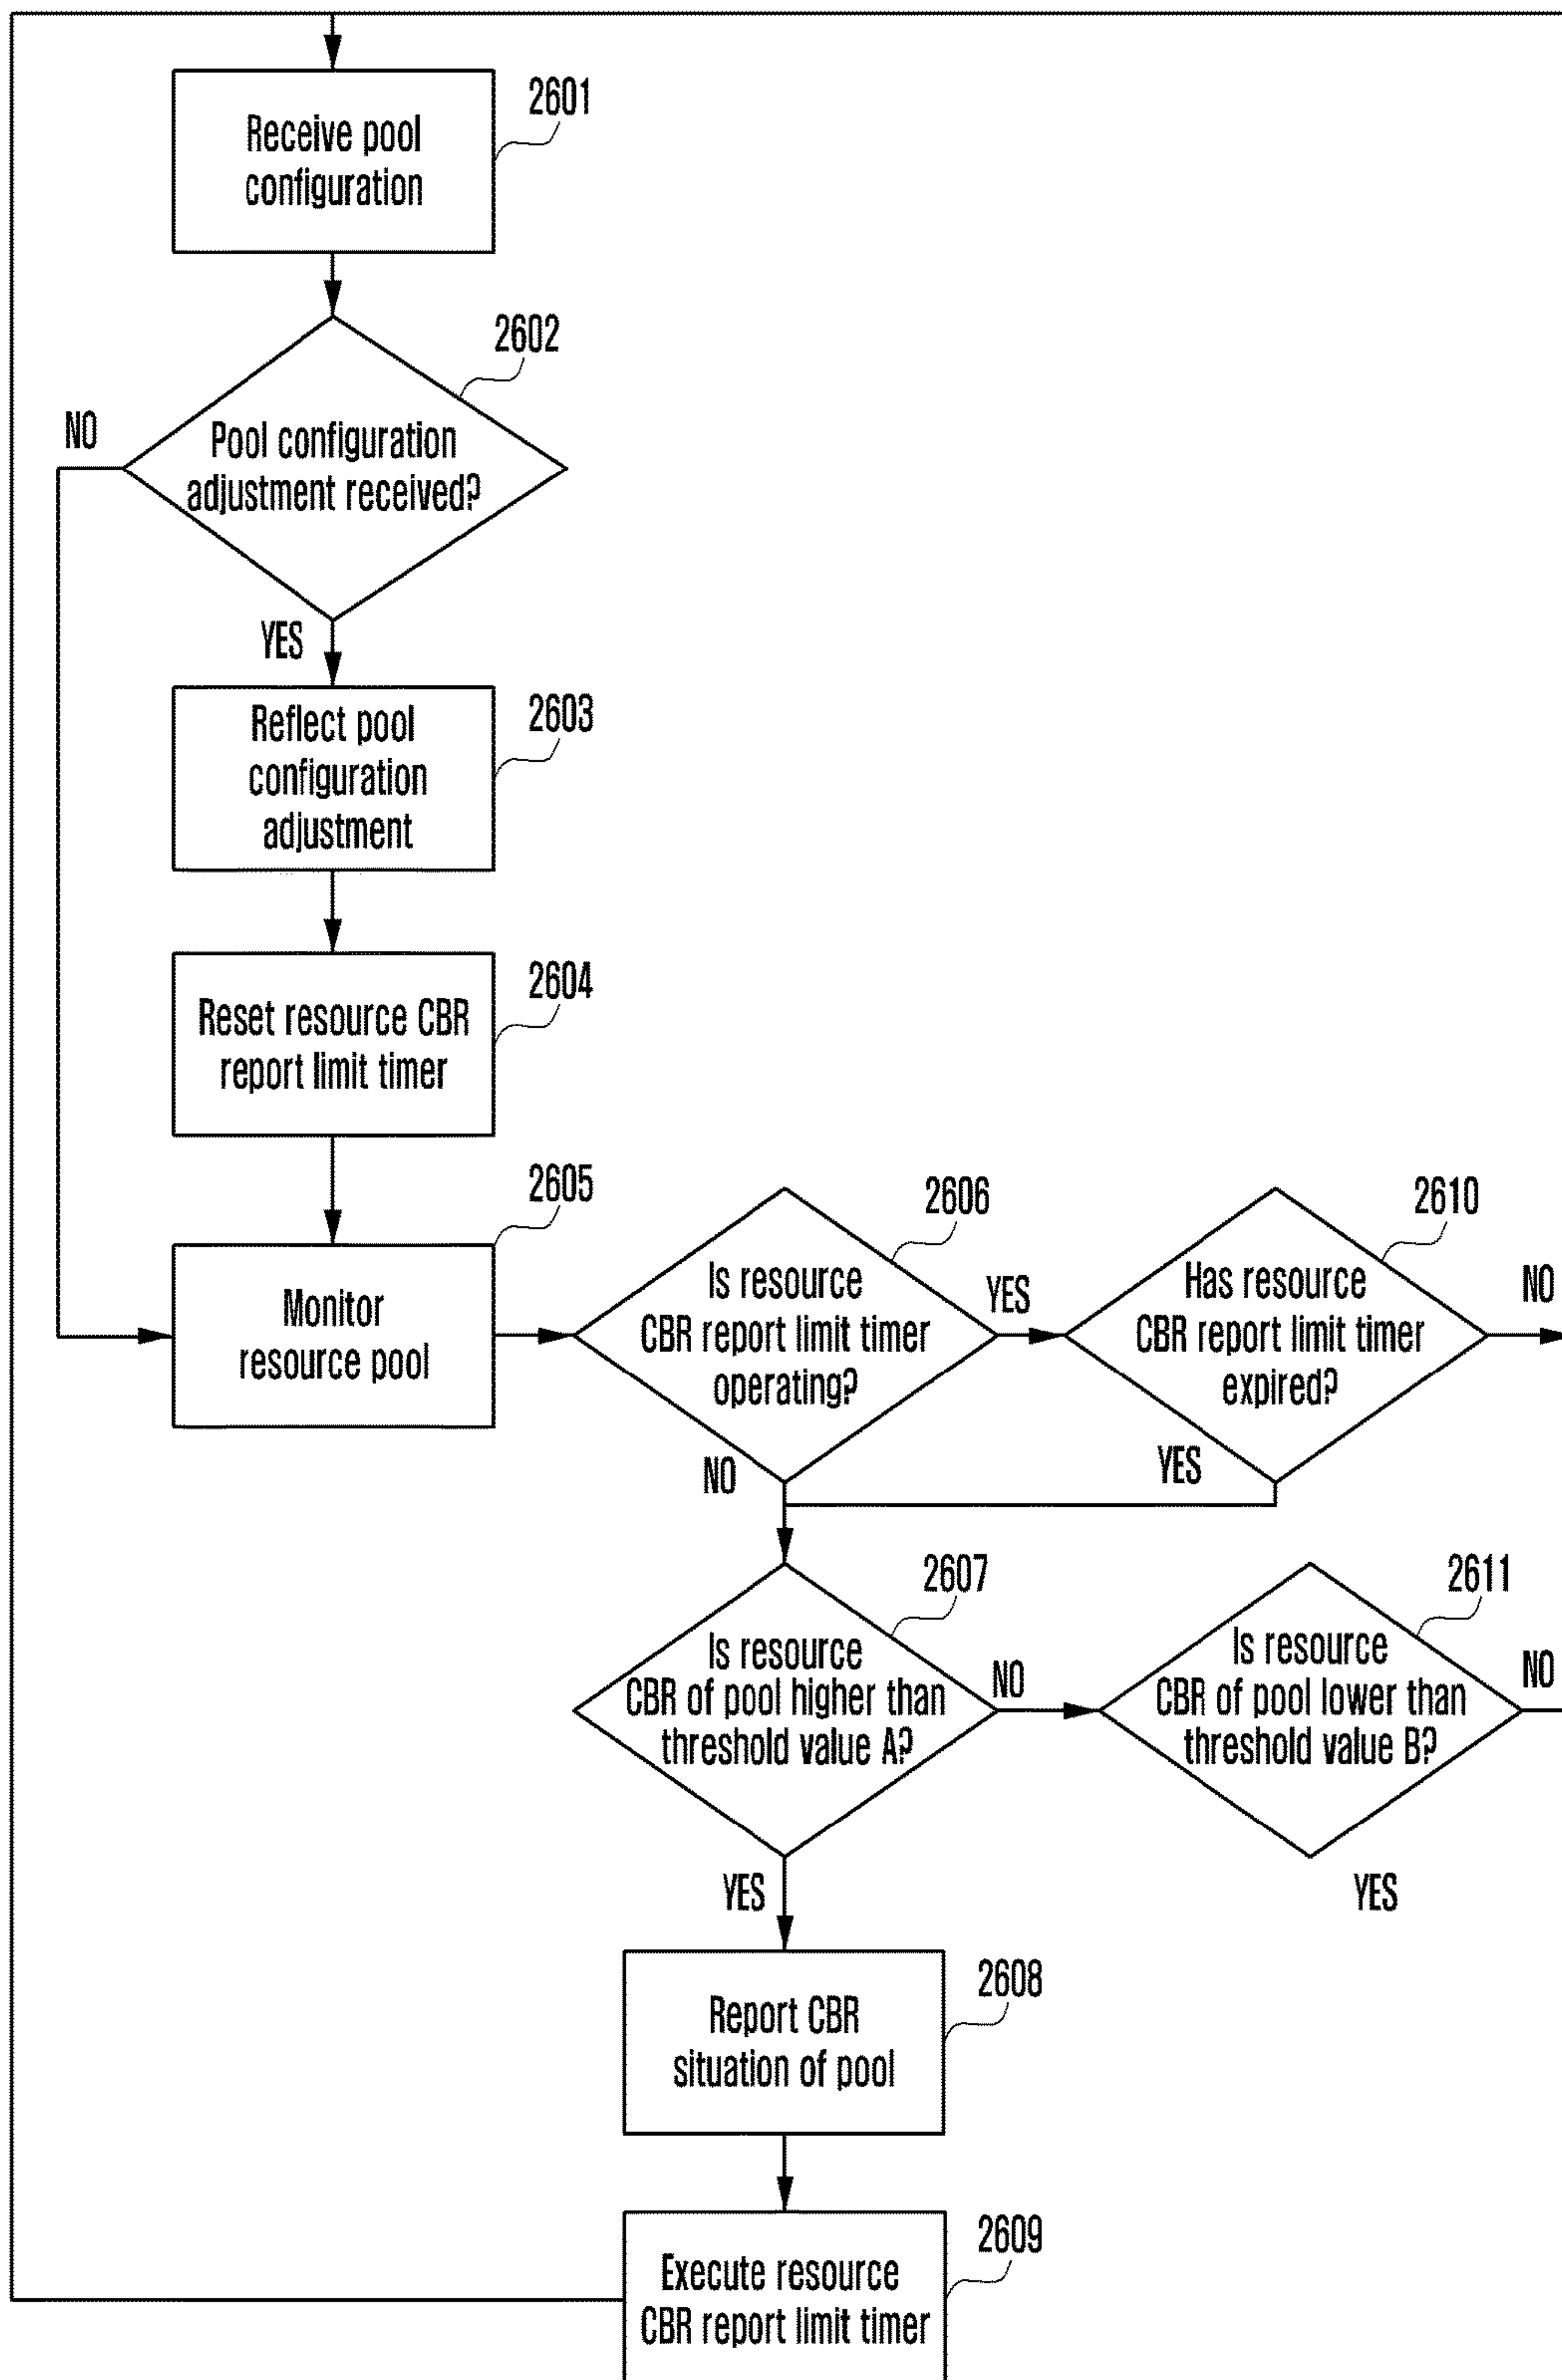 2601
Receive pool
configuration
2602
NO
Pool configuration
adjustment received?
YES
2603
Reflect pool
configuration
adjustment
2604
Reset resource CBR
report limit timer
2605
Monitor
resource pool
2606
Is resource
CBR report limit timer
operating?
YES
2610
Has resource
CBR report limit timer
expired?
NO
NO
YES
2607
Is resource
CBR of pool higher than
threshold value A?
NO
2611
Is resource
CBR of pool lower than
threshold value B?
NO
YES
YES
2608
Report CBR
situation of pool
2609
Execute resource
CBR report limit timer